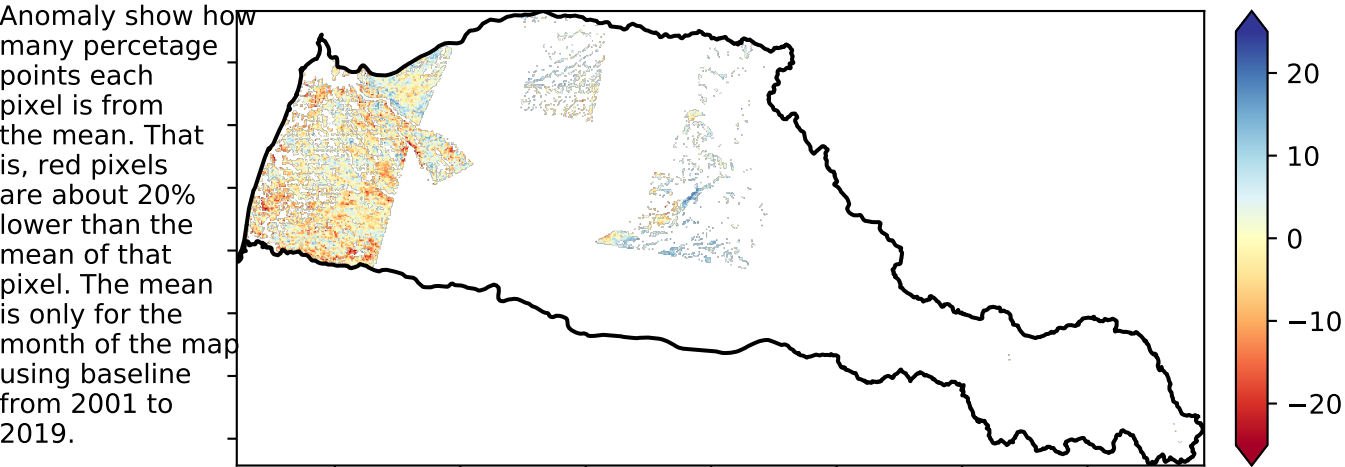 Anomaly show how
many percetage
points each
pixel is from
the mean. That
is, red pixels
are about 20%
lower than the
mean of that
pixel. The mean
is only for the
month of the map
using baseline
from 2001 to
2019.
20
10
0
−10
−20